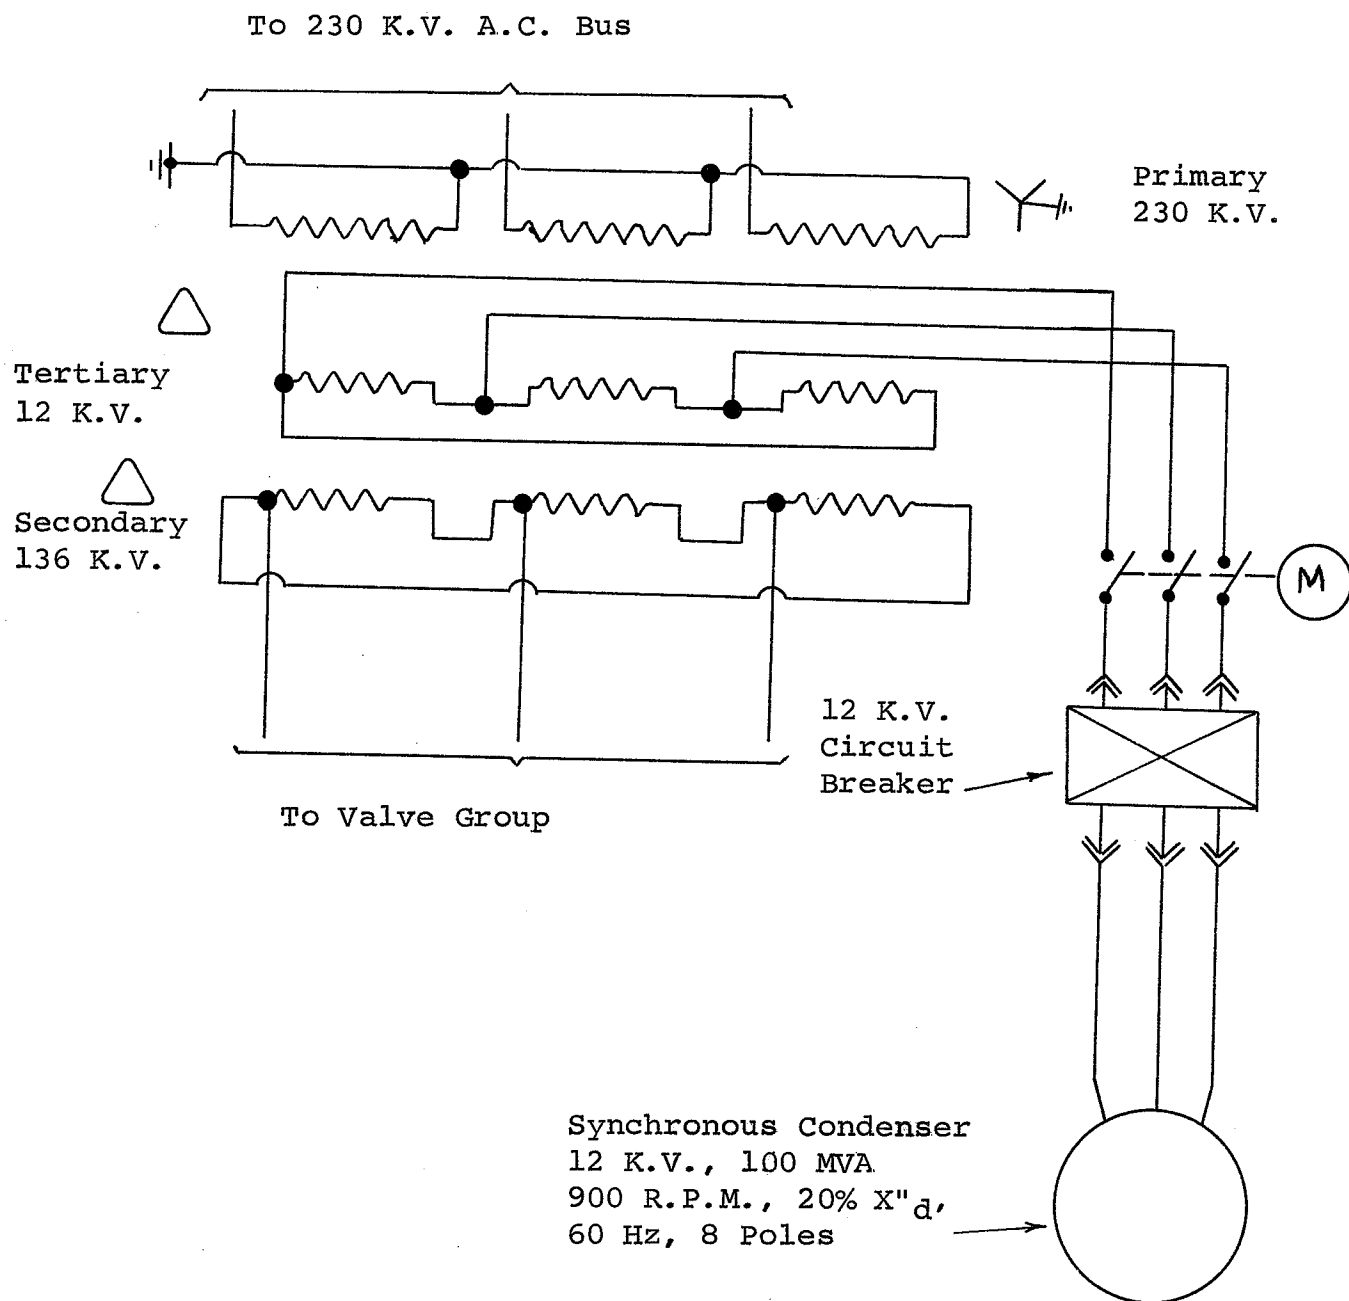 To 230 K.V. A.C. Bus
Primary
230 K.V.
Tertiary
12 K.V.
Secondary
136 K.V.
M
12 K.V.
Circuit
Breaker
To Valve Group
Synchronous Condenser
12 K.V., 100 MVA
900 R.P.M., 20% X"d,
60 Hz, 8 Poles